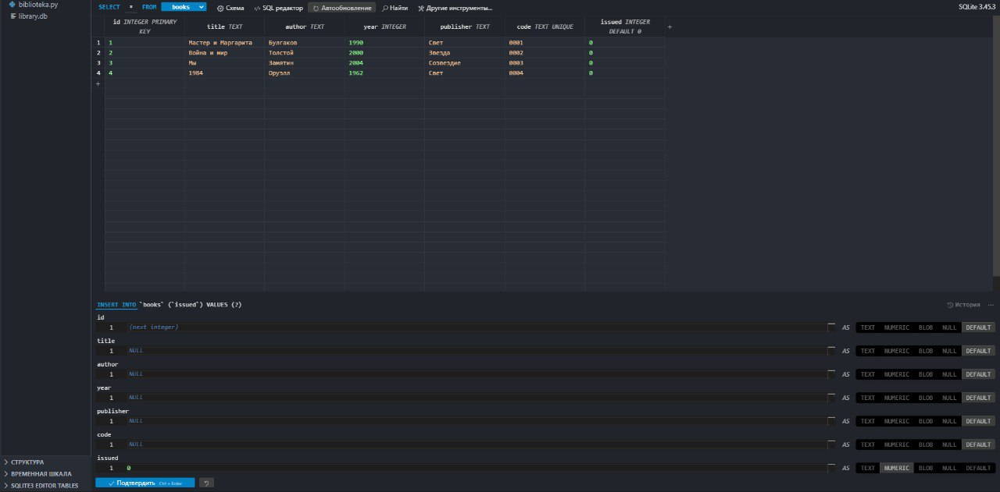 biblioteka.py
library.db
SELECT * FROM books Схема SQL редактор Автообновление Найти Другие инструменты... SQLite 3.45.3
id INTEGER PRIMARY KEY title TEXT author TEXT year INTEGER publisher TEXT code TEXT UNIQUE issued INTEGER DEFAULT 0 +
1 1 Мастер и Маргарита Булгаков 1990 Свет 0001 0
2 2 Война и мир Толстой 2000 Звезда 0002 0
3 3 Мы Замятин 2004 Созвездие 0003 0
4 4 1984 Оруэлл 1962 Свет 0004 0
+
INSERT INTO `books` (`issued`) VALUES (?) История ...
id
1 (next integer) AS TEXT NUMERIC BLOB NULL DEFAULT
title
1 NULL AS TEXT NUMERIC BLOB NULL DEFAULT
author
1 NULL AS TEXT NUMERIC BLOB NULL DEFAULT
year
1 NULL AS TEXT NUMERIC BLOB NULL DEFAULT
publisher
1 NULL AS TEXT NUMERIC BLOB NULL DEFAULT
code
1 NULL AS TEXT NUMERIC BLOB NULL DEFAULT
issued
1 0 AS TEXT NUMERIC BLOB NULL DEFAULT
Подтвердить Ctrl + Enter ?
СТРУКТУРА
ВРЕМЕННАЯ ШКАЛА
SQLITE3 EDITOR TABLES